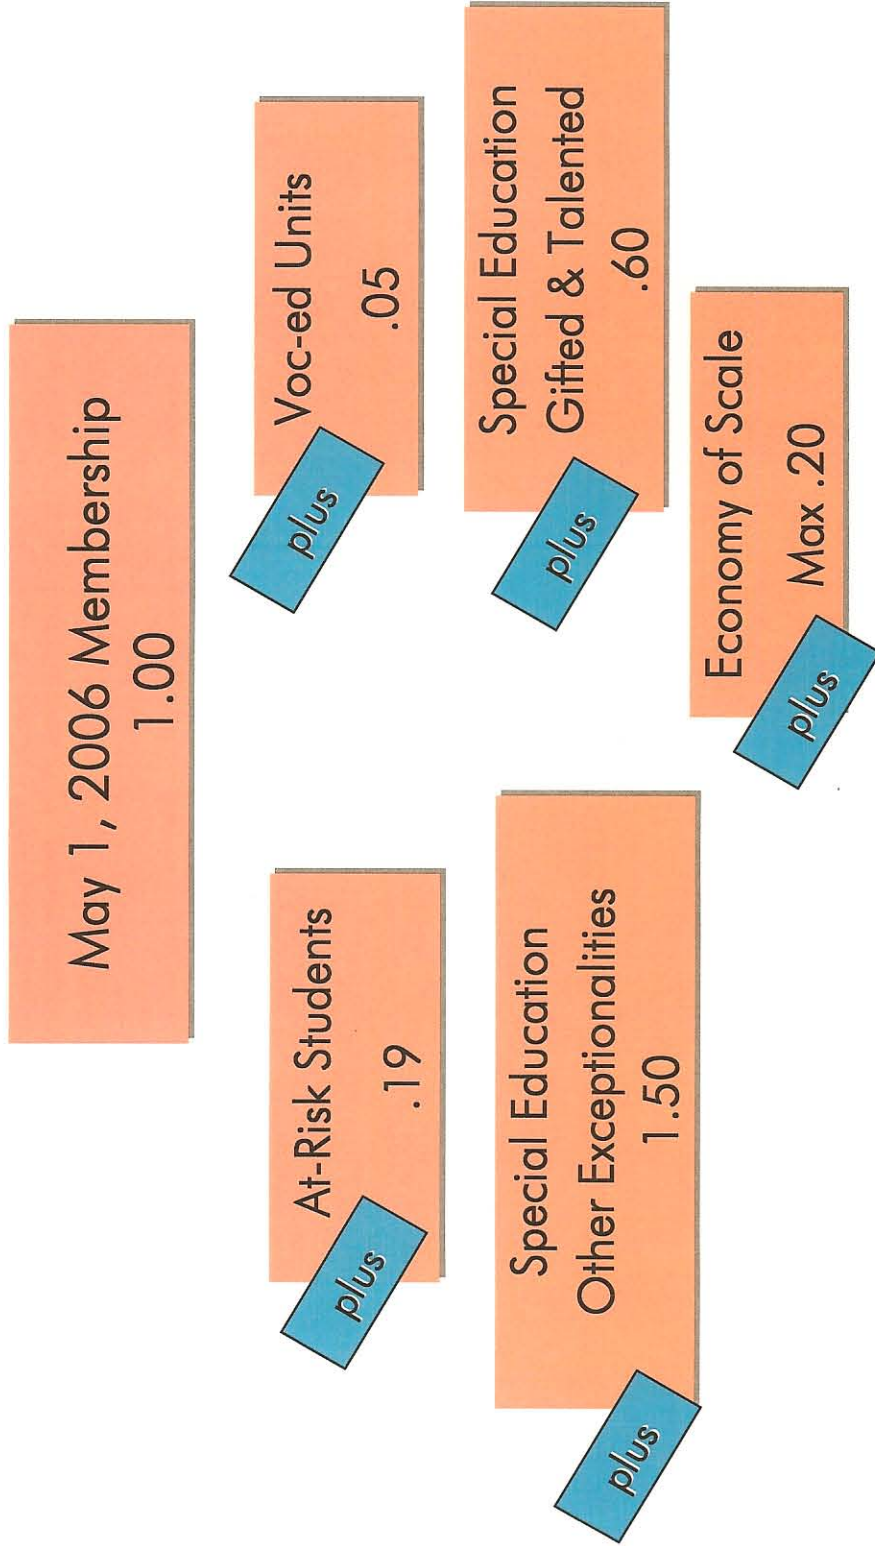 May 1, 2006 Membership
1.00
plus
At-Risk Students
.19
plus
Voc-ed Units
.05
plus
Special Education
Other Exceptionalities
1.50
plus
Special Education
Gifted & Talented
.60
plus
Economy of Scale
Max .20